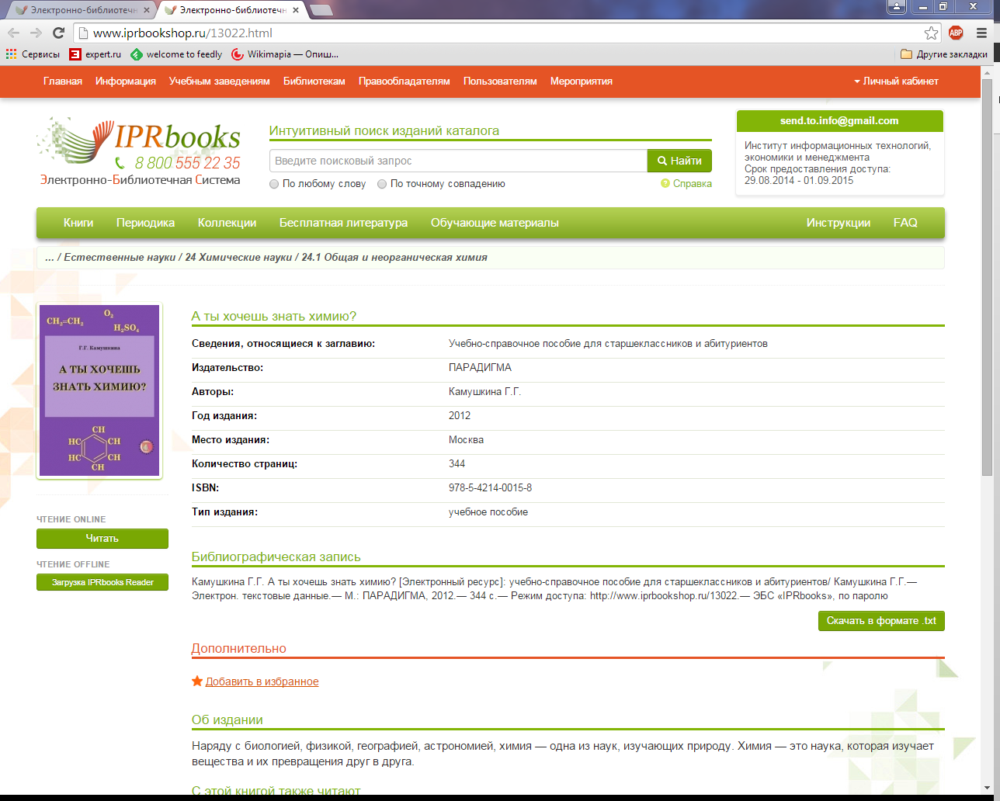 Электронно-библиотечн
Электронно-библиотечн
www.iprbookshop.ru/13022.html
ABP
Сервисы
expert.ru
welcome to feedly
Wikimapia — Опиш...
Другие закладки
Главная Информация Учебным заведениям Библиотекам Правообладателям Пользователям Мероприятия Личный кабинет
IPRbooks
8 800 555 22 35
Электронно-Библиотечная Система
Интуитивный поиск изданий каталога
Введите поисковый запрос
Найти
По любому слову По точному совпадению
Справка
send.to.info@gmail.com
Институт информационных технологий,
экономики и менеджмента
Срок предоставления доступа:
29.08.2014 - 01.09.2015
Книги Периодика Коллекции Бесплатная литература Обучающие материалы Инструкции FAQ
... / Естественные науки / 24 Химические науки / 24.1 Общая и неорганическая химия
CH₂=CH₂
O₂
H₂SO₄
Г.Г. Камушкина
А ТЫ ХОЧЕШЬ
ЗНАТЬ ХИМИЮ?
CH
HC CH
HC CH
CH
ЧТЕНИЕ ONLINE
Читать
ЧТЕНИЕ OFFLINE
Загрузка IPRbooks Reader
А ты хочешь знать химию?
Сведения, относящиеся к заглавию: Учебно-справочное пособие для старшеклассников и абитуриентов
Издательство: ПАРАДИГМА
Авторы: Камушкина Г.Г.
Год издания: 2012
Место издания: Москва
Количество страниц: 344
ISBN: 978-5-4214-0015-8
Тип издания: учебное пособие
Библиографическая запись
Камушкина Г.Г. А ты хочешь знать химию? [Электронный ресурс]: учебно-справочное пособие для старшеклассников и абитуриентов/ Камушкина Г.Г.—
Электрон. текстовые данные.— М.: ПАРАДИГМА, 2012.— 344 c.— Режим доступа: http://www.iprbookshop.ru/13022.— ЭБС «IPRbooks», по паролю
Скачать в формате .txt
Дополнительно
Добавить в избранное
Об издании
Наряду с биологией, физикой, географией, астрономией, химия — одна из наук, изучающих природу. Химия — это наука, которая изучает
вещества и их превращения друг в друга.
С этой книгой также читают